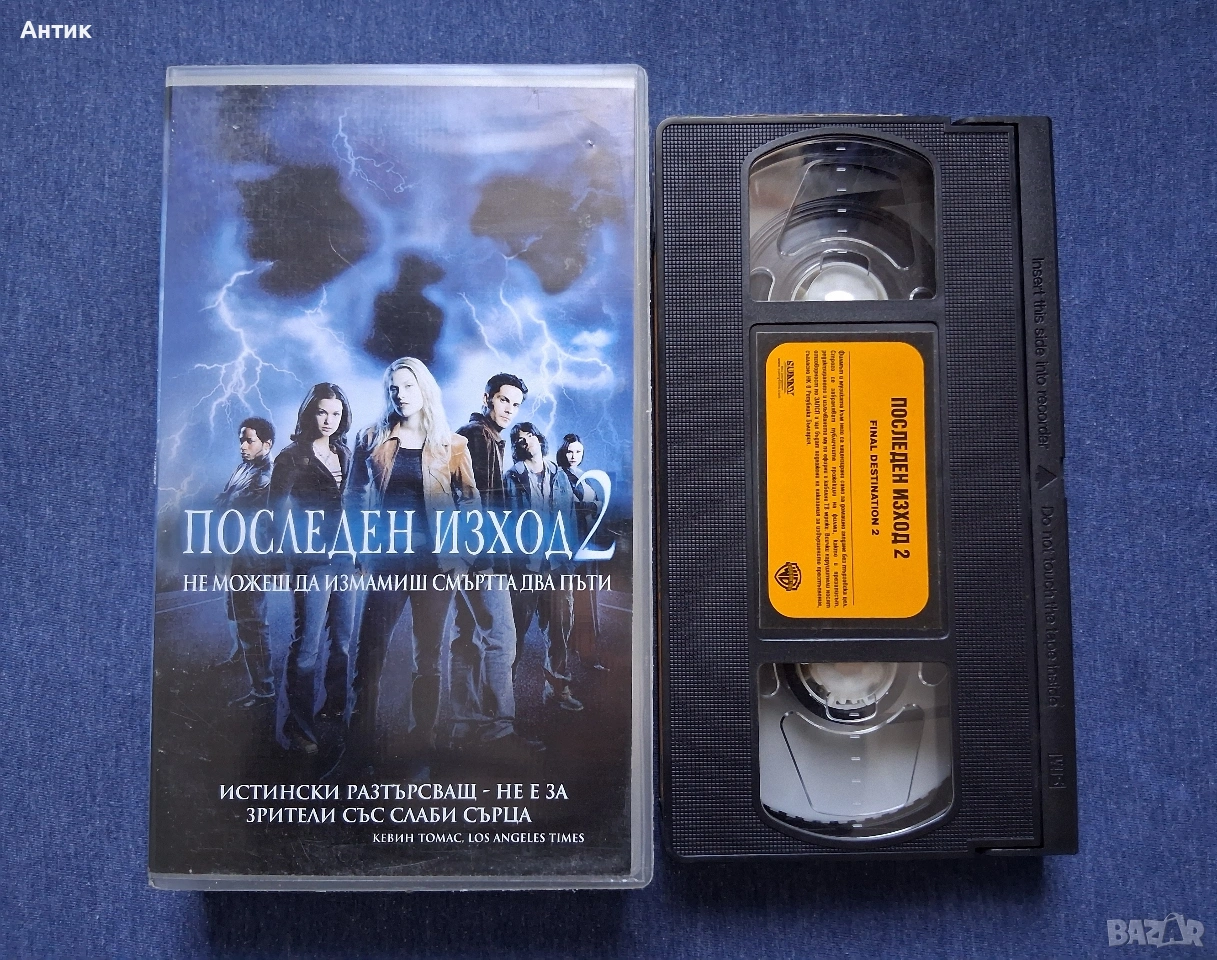 Антик
ПОСЛЕДЕН ИЗХОД 2
НЕ МОЖЕШ ДА ИЗМАМИШ СМЪРТТА ДВА ПЪТИ
ИСТИНСКИ РАЗТЪРСВАЩ - НЕ Е ЗА
ЗРИТЕЛИ СЪС СЛАБИ СЪРЦА
КЕВИН ТОМАС, LOS ANGELES TIMES
ПОСЛЕДЕН ИЗХОД 2
FINAL DESTINATION 2
SUNNY
Insert this side into recorder
Do not touch the tape inside
BAZAR